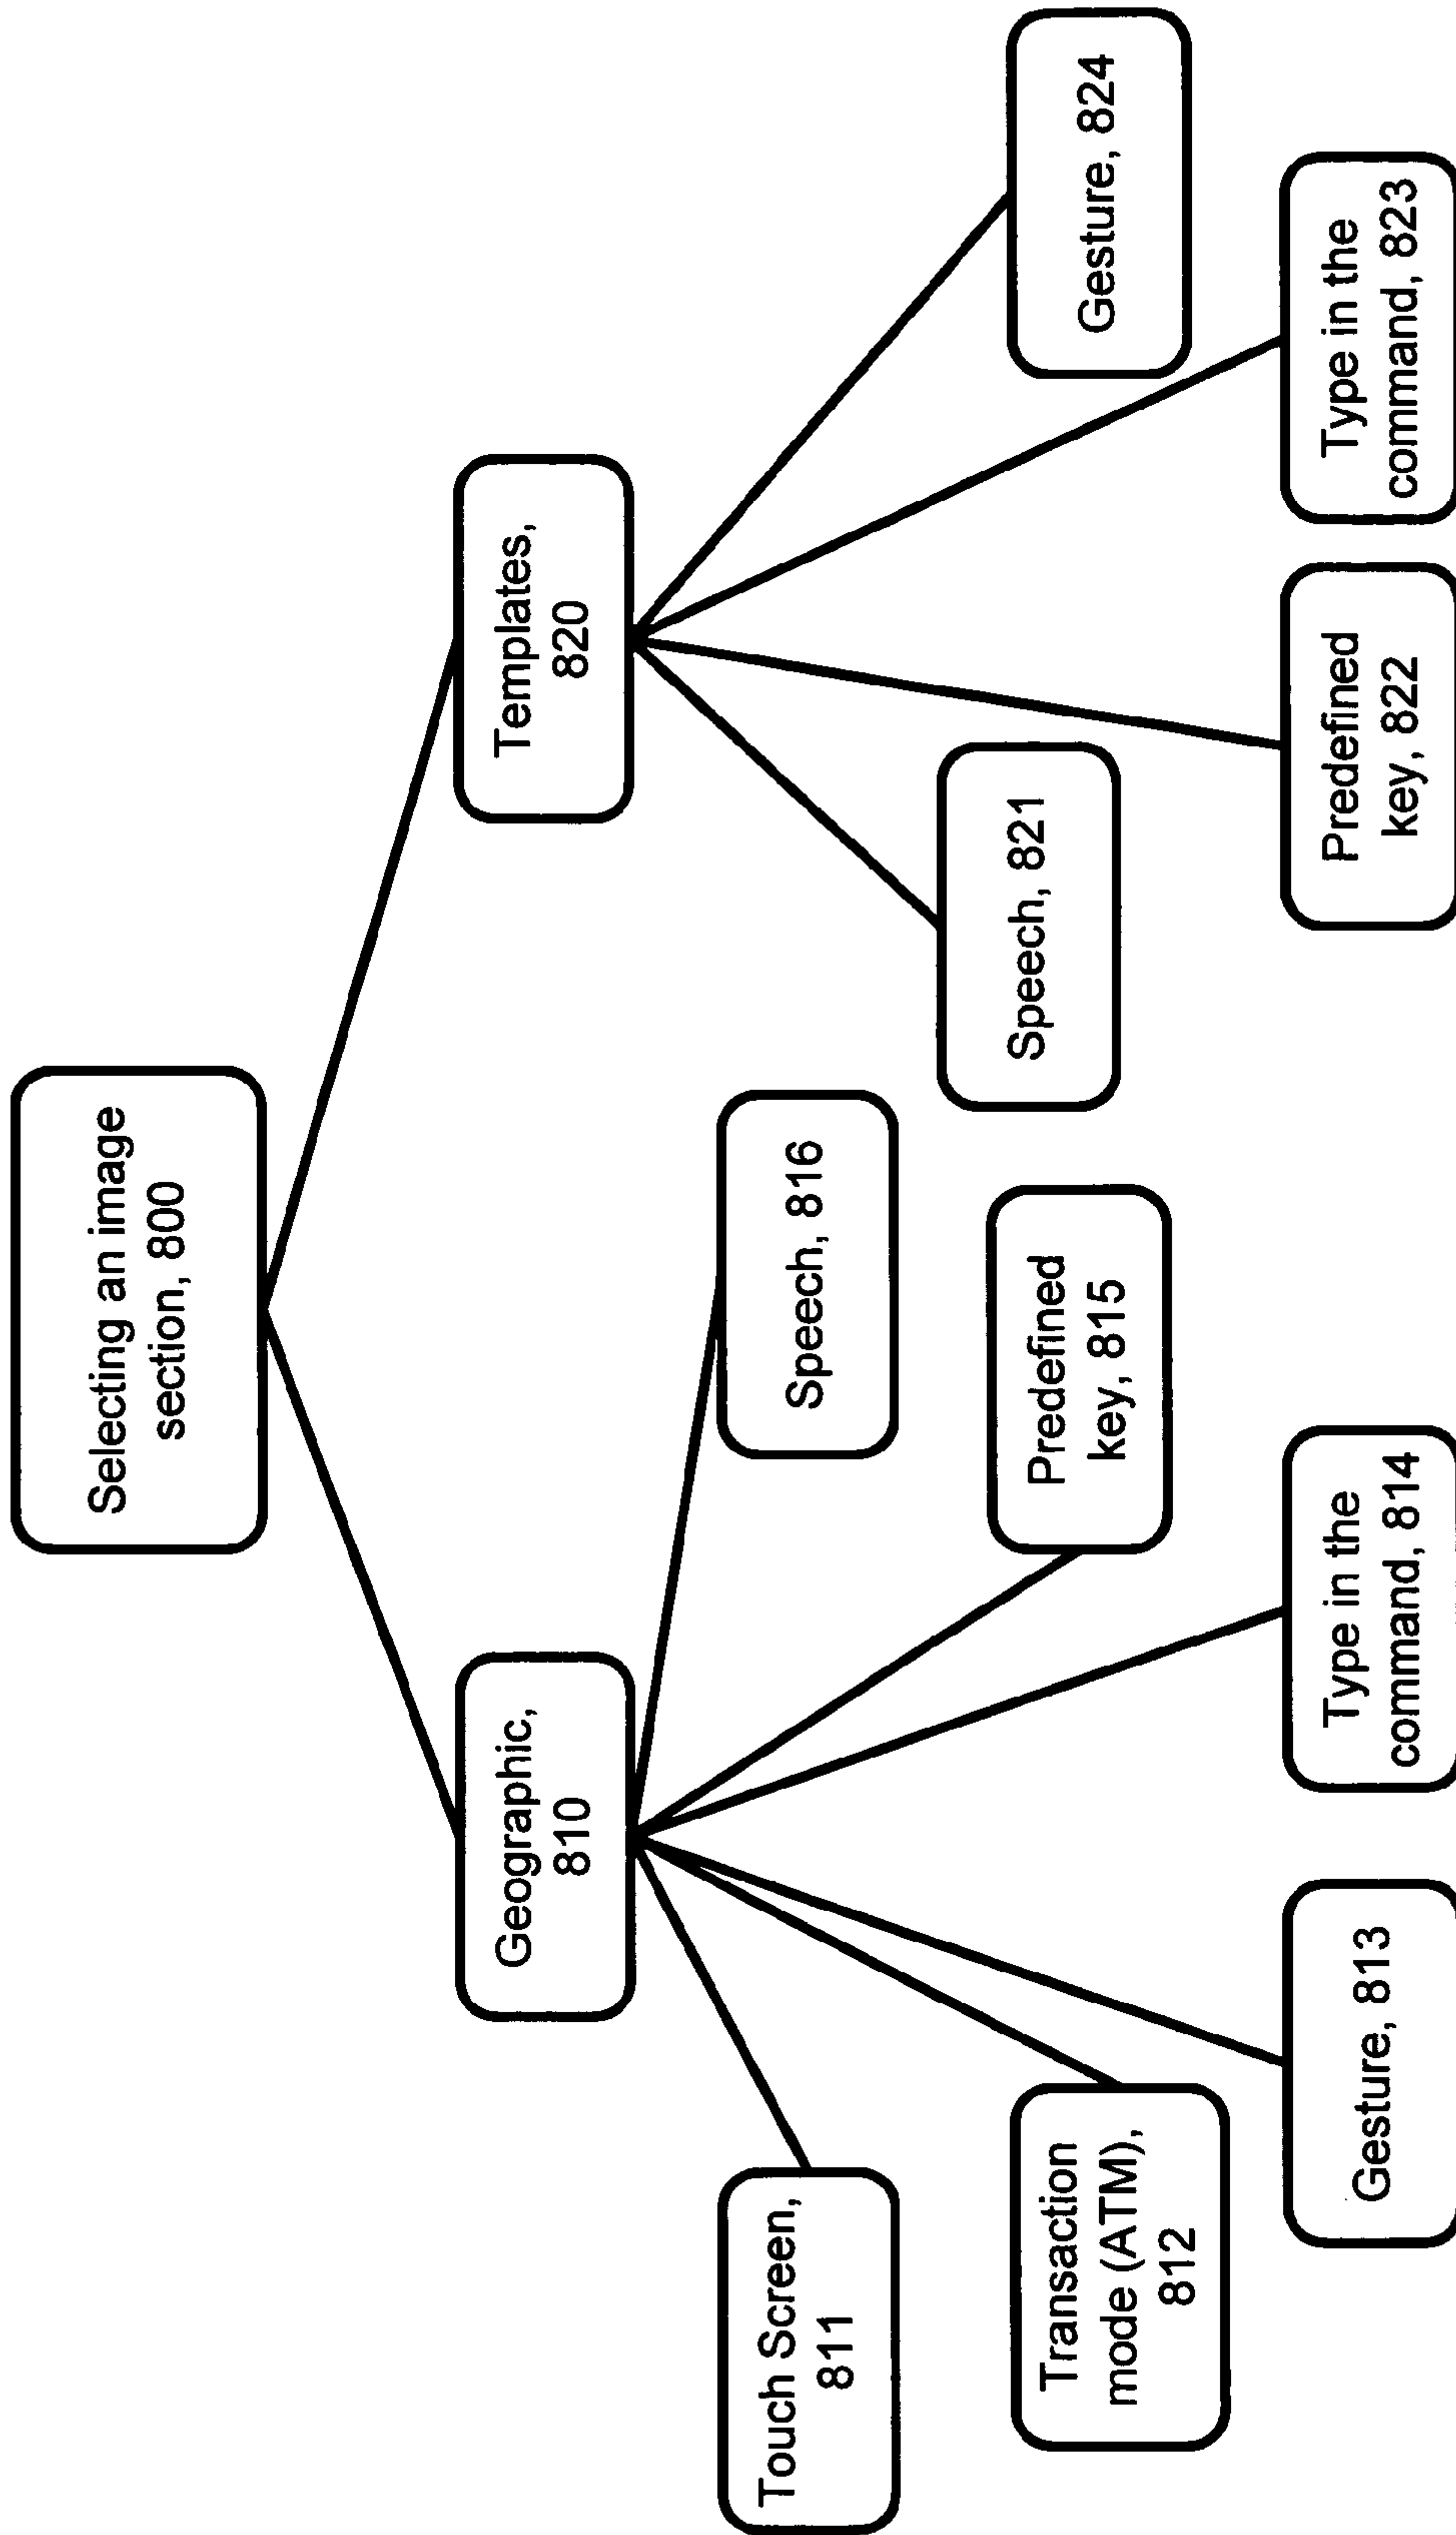 Selecting an image
section, 800
Geographic,
810
Templates,
820
Touch Screen,
811
Transaction
mode (ATM),
812
Gesture, 813
Type in the
command, 814
Predefined
key, 815
Speech, 816
Speech, 821
Predefined
key, 822
Type in the
command, 823
Gesture, 824